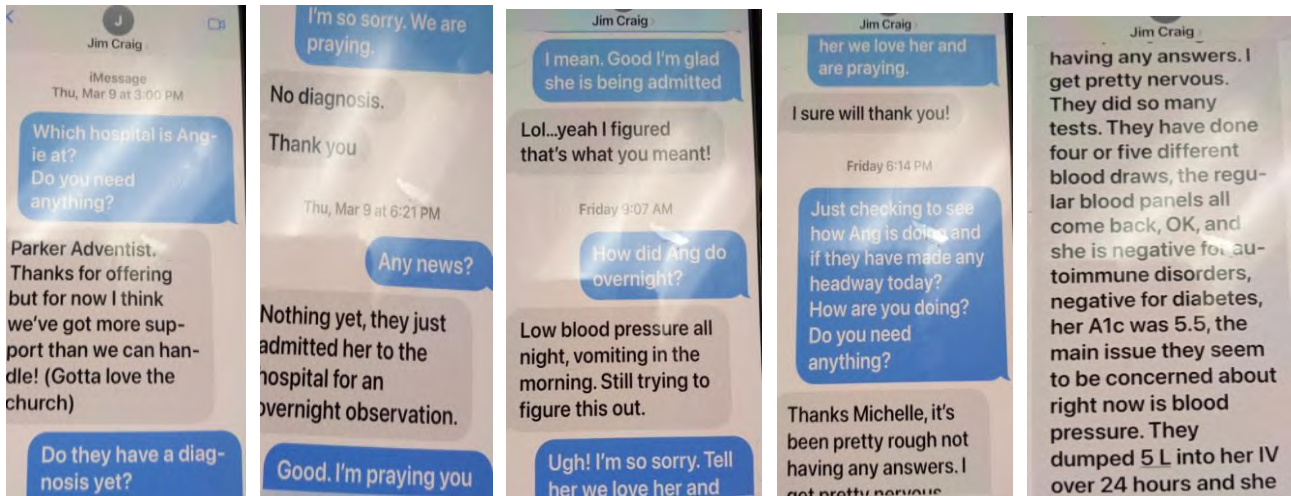 J
Jim Craig
iMessage
Thu, Mar 9 at 3:00 PM
Which hospital is Ang-
ie at?
Do you need
anything?
Parker Adventist.
Thanks for offering
but for now I think
we've got more sup-
port than we can han-
dle! (Gotta love the
church)
Do they have a diag-
nosis yet?
I'm so sorry. We are
praying.
No diagnosis.
Thank you
Thu, Mar 9 at 6:21 PM
Any news?
Nothing yet, they just
admitted her to the
hospital for an
overnight observation.
Good. I'm praying you
Jim Craig
I mean. Good I'm glad
she is being admitted
Lol...yeah I figured
that's what you meant!
Friday 9:07 AM
How did Ang do
overnight?
Low blood pressure all
night, vomiting in the
morning. Still trying to
figure this out.
Ugh! I'm so sorry. Tell
her we love her and
Jim Craig
her we love her and
are praying.
I sure will thank you!
Friday 6:14 PM
Just checking to see
how Ang is doing and
if they have made any
headway today?
How are you doing?
Do you need
anything?
Thanks Michelle, it's
been pretty rough not
having any answers. I
get pretty nervous.
Jim Craig
having any answers. I
get pretty nervous.
They did so many
tests. They have done
four or five different
blood draws, the regu-
lar blood panels all
come back, OK, and
she is negative for au-
toimmune disorders,
negative for diabetes,
her A1c was 5.5, the
main issue they seem
to be concerned about
right now is blood
pressure. They
dumped 5 L into her IV
over 24 hours and she